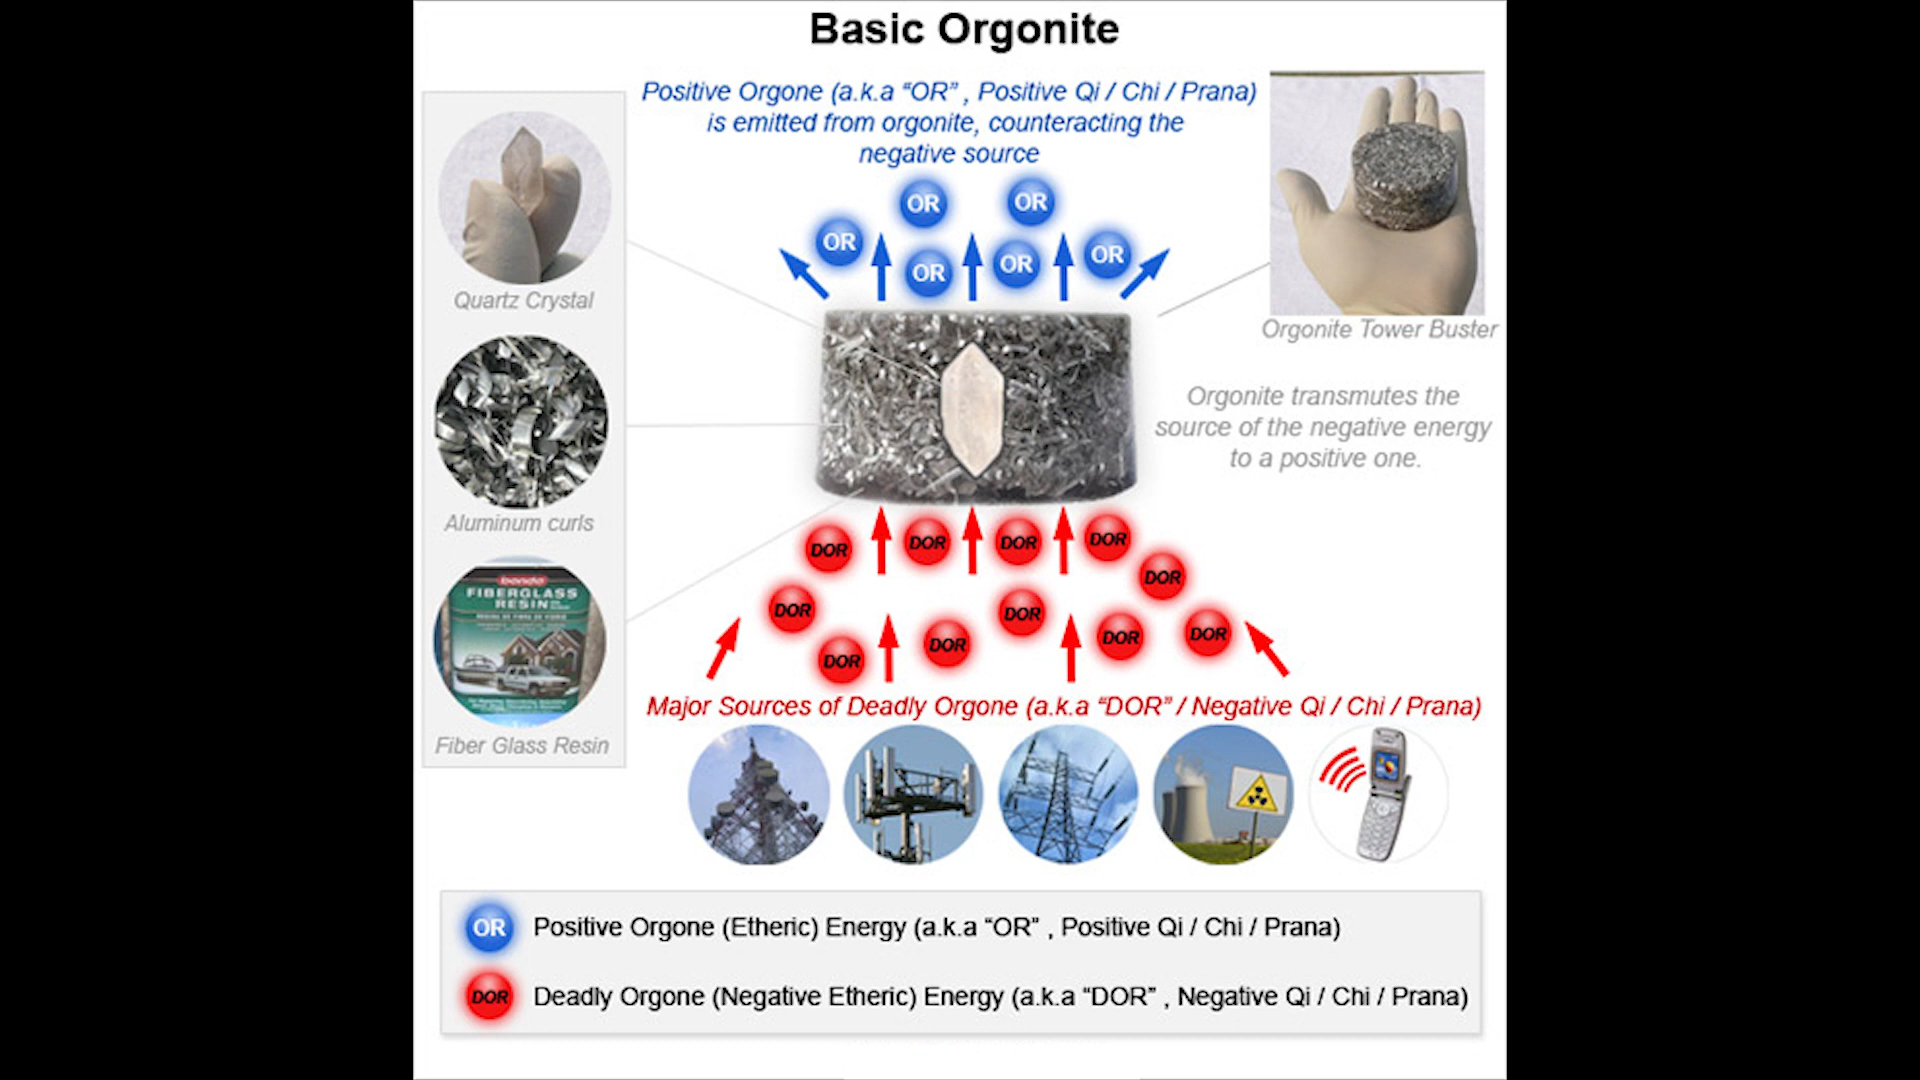 Basic Orgonite
Positive Orgone (a.k.a “OR” , Positive Qi / Chi / Prana)
is emitted from orgonite, counteracting the
negative source
OR
OR
OR
OR
OR
OR
Quartz Crystal
Aluminum curls
bondo
FIBERGLASS
RESIN
Fiber Glass Resin
Orgonite Tower Buster
Orgonite transmutes the
source of the negative energy
to a positive one.
DOR
DOR
DOR
DOR
DOR
DOR
DOR
DOR
DOR
DOR
DOR
Major Sources of Deadly Orgone (a.k.a “DOR” / Negative Qi / Chi / Prana)
OR Positive Orgone (Etheric) Energy (a.k.a “OR” , Positive Qi / Chi / Prana)
DOR Deadly Orgone (Negative Etheric) Energy (a.k.a “DOR” , Negative Qi / Chi / Prana)